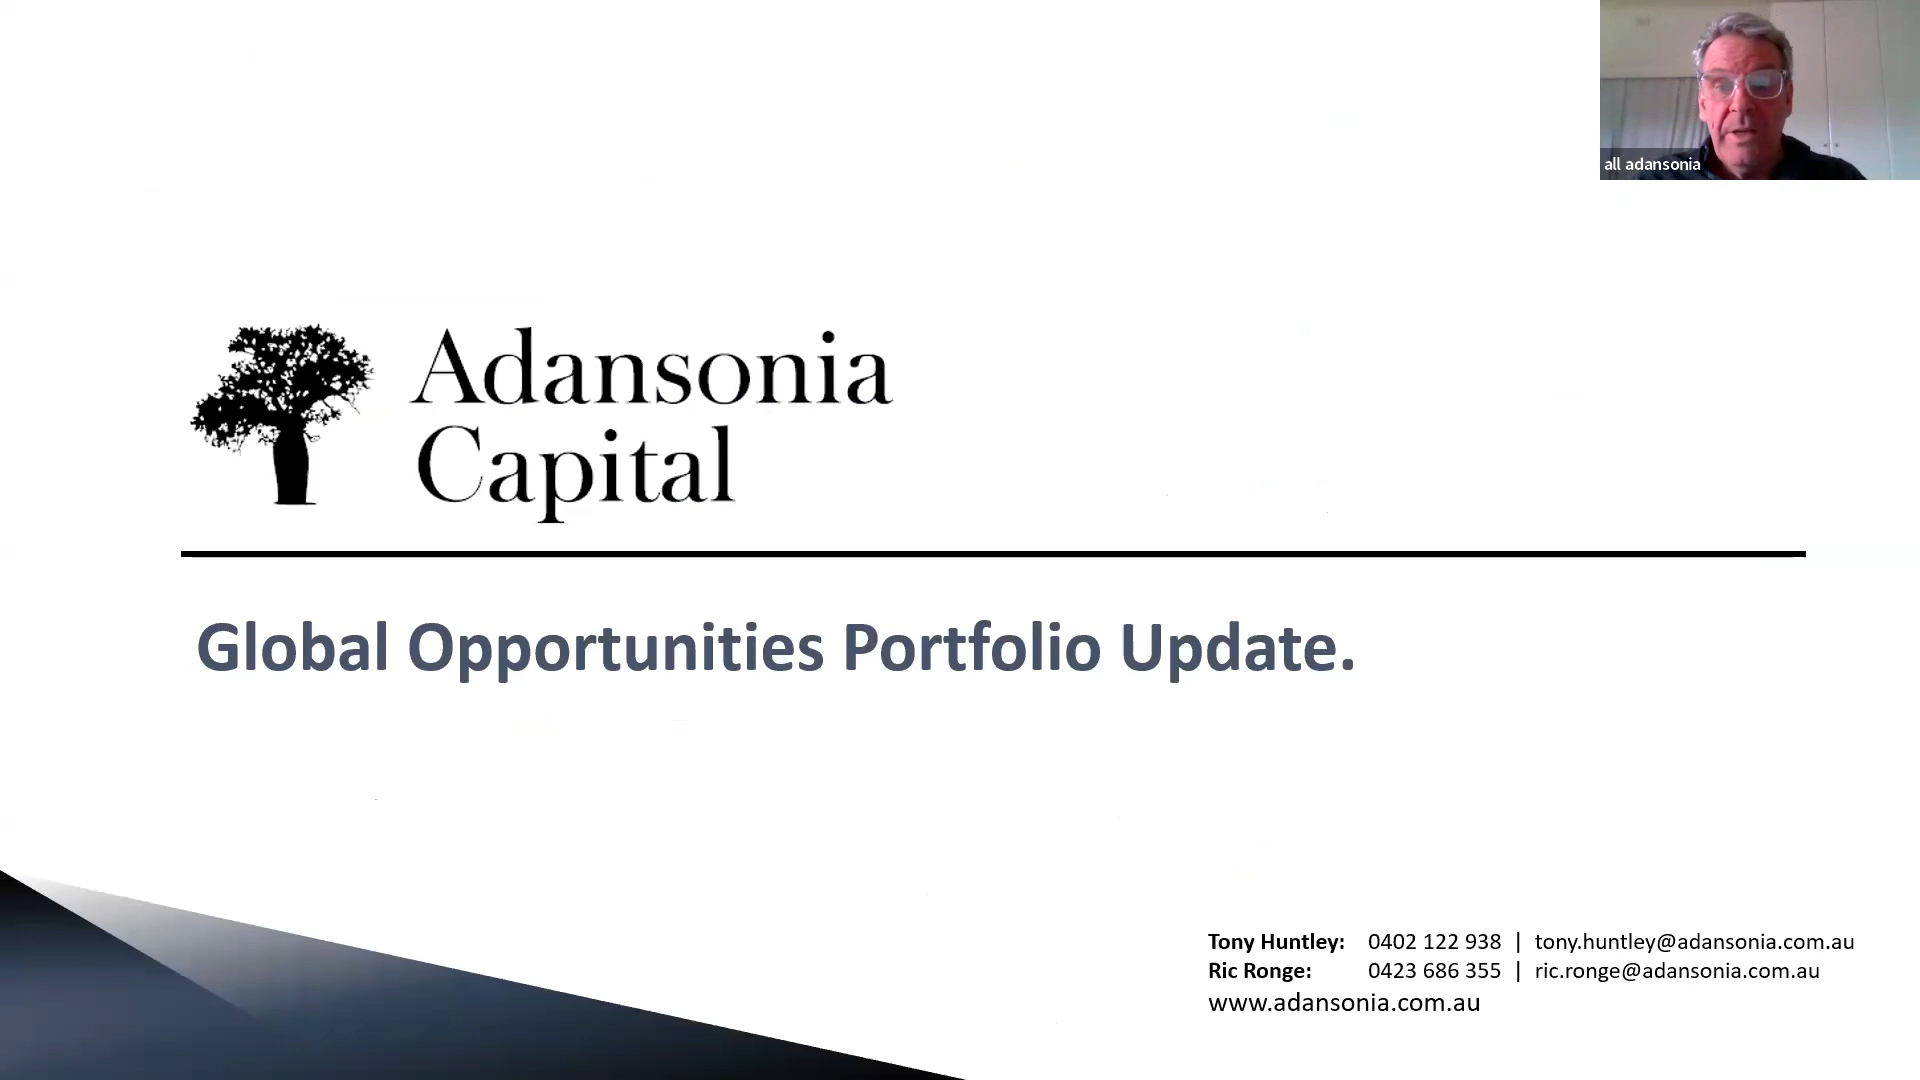 all adansonia
Adansonia
Capital
Global Opportunities Portfolio Update.
Tony Huntley: 0402 122 938 | tony.huntley@adansonia.com.au
Ric Ronge: 0423 686 355 | ric.ronge@adansonia.com.au
www.adansonia.com.au